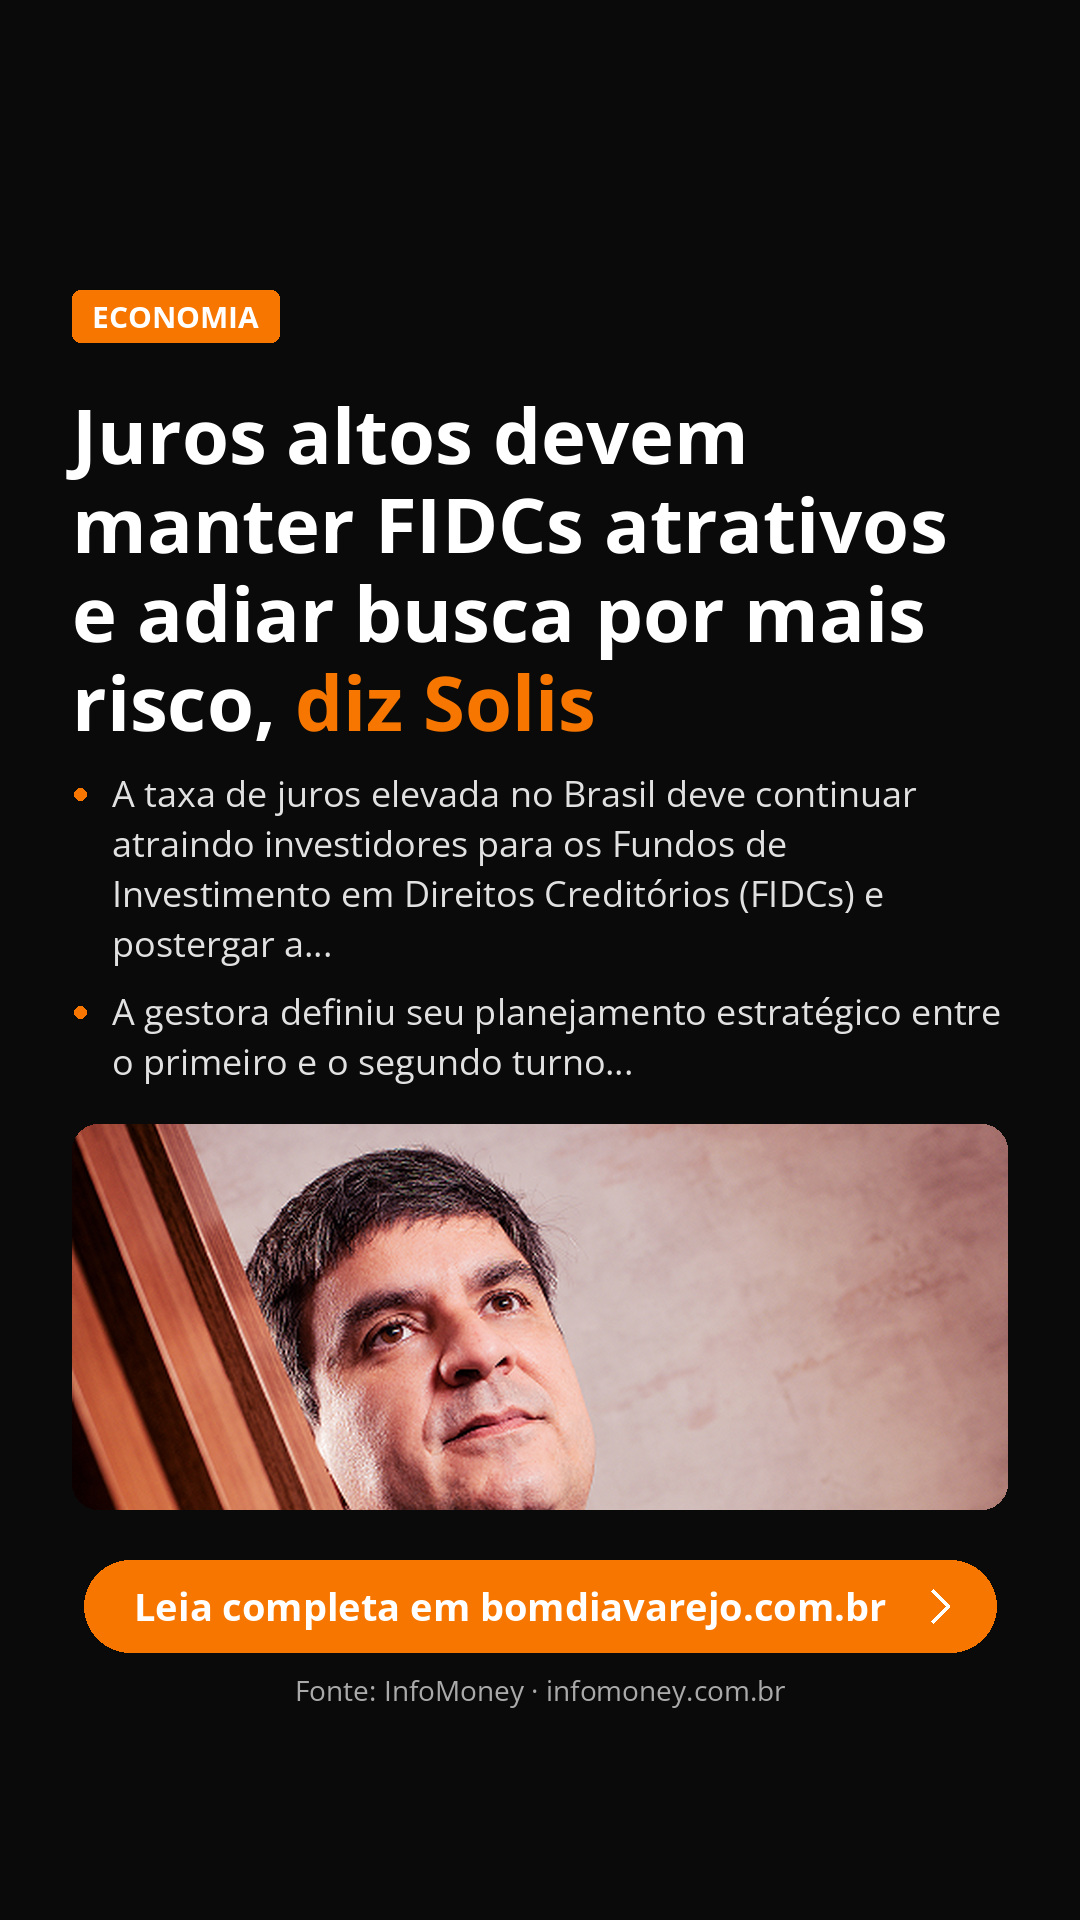 ECONOMIA
Juros altos devem
manter FIDCs atrativos
e adiar busca por mais
risco, diz Solis
A taxa de juros elevada no Brasil deve continuar
atraindo investidores para os Fundos de
Investimento em Direitos Creditórios (FIDCs) e
postergar a...
A gestora definiu seu planejamento estratégico entre
o primeiro e o segundo turno...
Leia completa em bomdiavarejo.com.br
Fonte: InfoMoney · infomoney.com.br